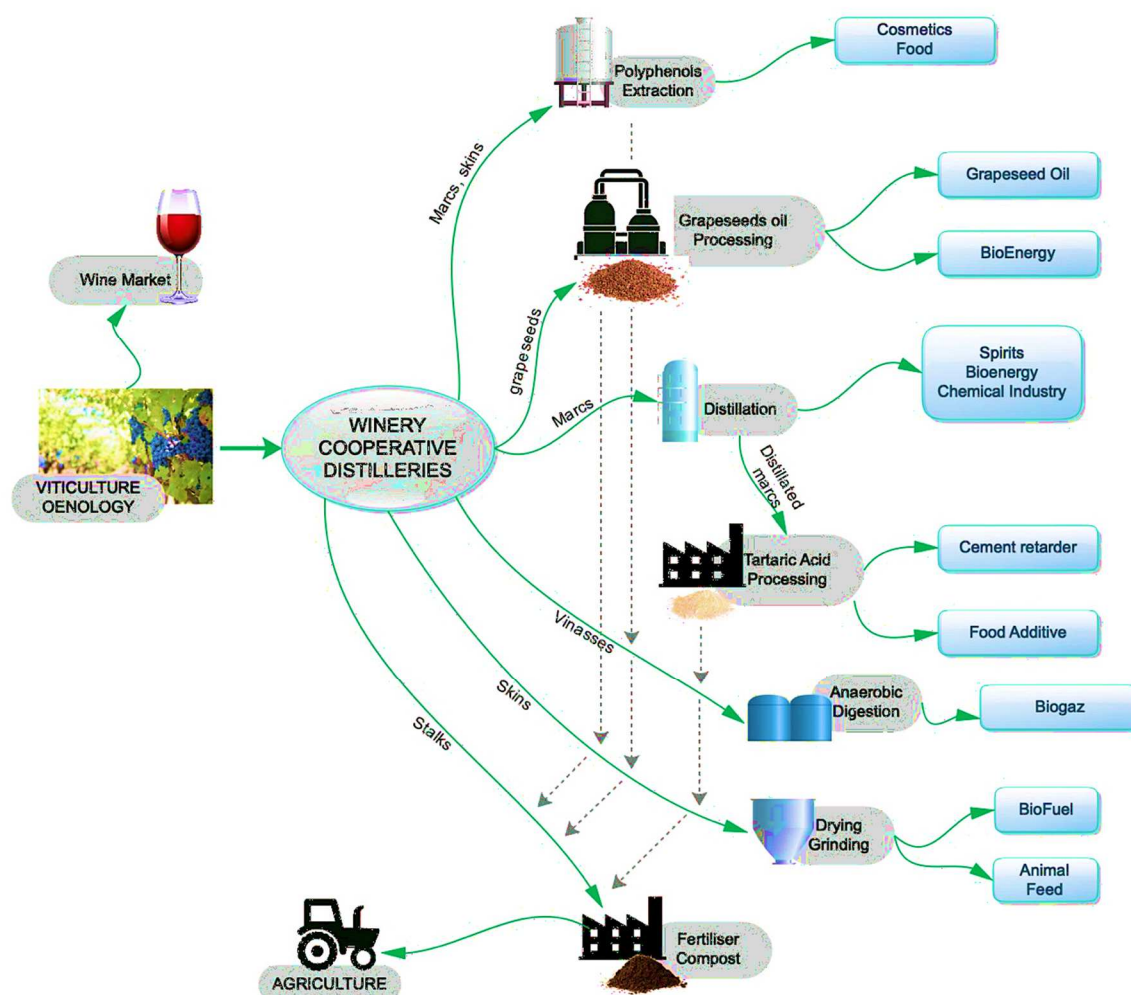 Cosmetics
Food
Polyphenols
Extraction
Marcs, skins
Grapeseed Oil
Grapeseeds oil
Processing
BioEnergy
Wine Market
grapeseeds
Spirits
Bioenergy
Chemical Industry
Marcs
Distillation
WINERY
COOPERATIVE
DISTILLERIES
VITICULTURE
OENOLOGY
Distillated
marcs
Cement retarder
Tartaric Acid
Processing
Food Additive
Vinasses
Skins
Stalks
Anaerobic
Digestion
Biogaz
BioFuel
Drying
Grinding
Animal
Feed
Fertiliser
Compost
AGRICULTURE